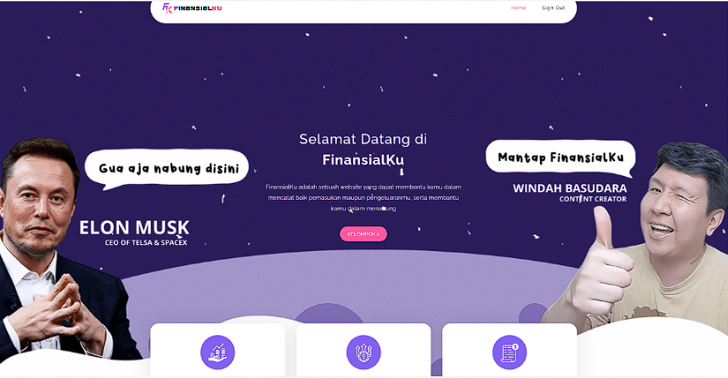 FK FINANSIALKU
Home Sign Out
Selamat Datang di
FinansialKu
FinansialKu adalah sebuah website yang dapat membantu kamu dalam
mencatat baik pemasukan maupun pengeluaranmu, serta membantu
kamu dalam menabung
KELOMPOK 4
Gua aja nabung disini
ELON MUSK
CEO OF TELSA & SPACEX
Mantap FinansialKu
WINDAH BASUDARA
CONTENT CREATOR